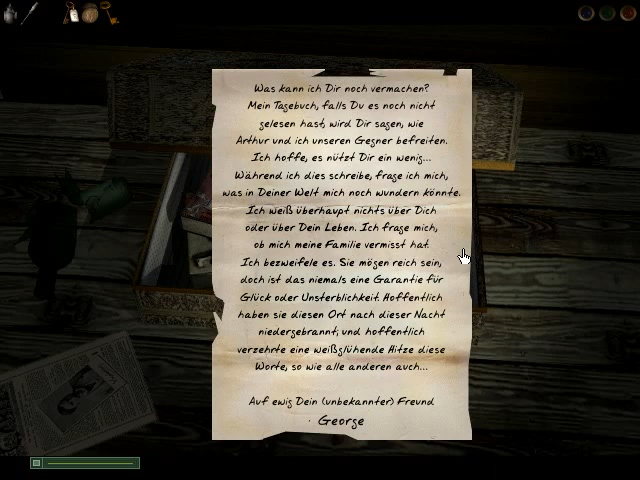 Was kann ich Dir noch vermachen?
Mein Tagebuch, falls Du es noch nicht
gelesen hast, wird Dir sagen, wie
Arthur und ich unseren Gegner befreiten.
Ich hoffe, es nützt Dir ein wenig...
Während ich dies schreibe, frage ich mich,
was in Deiner Welt mich noch wundern könnte.
Ich weiß überhaupt nichts über Dich
oder über Dein Leben. Ich frage mich,
ob mich meine Familie vermisst hat.
Ich bezweifele es. Sie mögen reich sein,
doch ist das niemals eine Garantie für
Glück oder Unsterblichkeit. Hoffentlich
haben sie diesen Ort nach dieser Nacht
niedergebrannt; und hoffentlich
verzehrte eine weißglühende Hitze diese
Worte, so wie alle anderen auch...
Auf ewig Dein (unbekannter) Freund
George